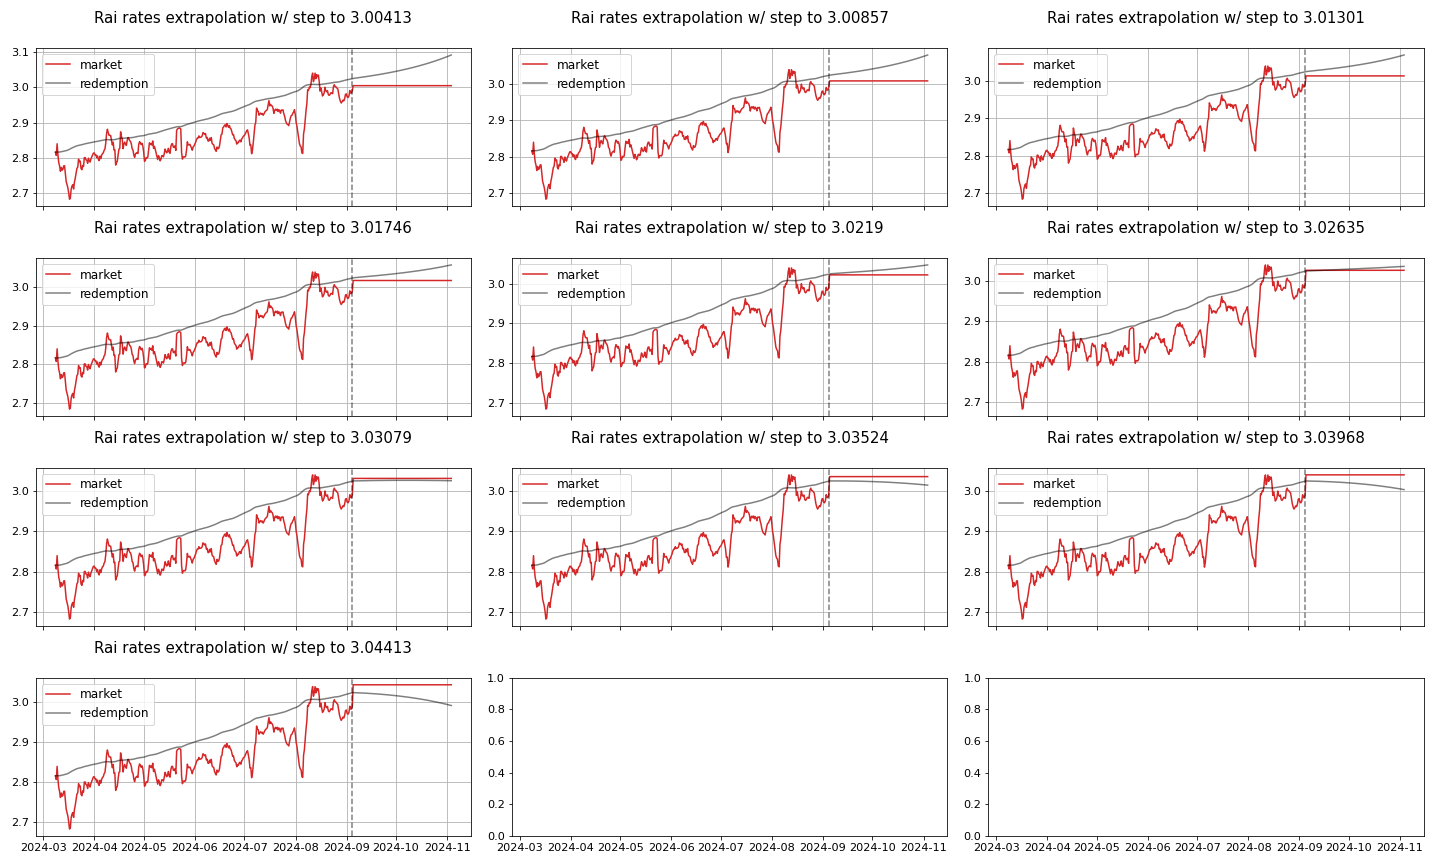 Rai rates extrapolation w/ step to 3.00413
3.1
3.0
2.9
2.8
2.7
market
redemption
Rai rates extrapolation w/ step to 3.00857
3.0
2.9
2.8
2.7
market
redemption
Rai rates extrapolation w/ step to 3.01301
3.0
2.9
2.8
2.7
market
redemption
Rai rates extrapolation w/ step to 3.01746
3.0
2.9
2.8
2.7
market
redemption
Rai rates extrapolation w/ step to 3.0219
3.0
2.9
2.8
2.7
market
redemption
Rai rates extrapolation w/ step to 3.02635
3.0
2.9
2.8
2.7
market
redemption
Rai rates extrapolation w/ step to 3.03079
3.0
2.9
2.8
2.7
market
redemption
Rai rates extrapolation w/ step to 3.03524
3.0
2.9
2.8
2.7
market
redemption
Rai rates extrapolation w/ step to 3.03968
3.0
2.9
2.8
2.7
market
redemption
Rai rates extrapolation w/ step to 3.04413
3.0
2.9
2.8
2.7
market
redemption
2024-03 2024-04 2024-05 2024-06 2024-07 2024-08 2024-09 2024-10 2024-11
1.0
0.8
0.6
0.4
0.2
0.0
2024-03 2024-04 2024-05 2024-06 2024-07 2024-08 2024-09 2024-10 2024-11
1.0
0.8
0.6
0.4
0.2
0.0
2024-03 2024-04 2024-05 2024-06 2024-07 2024-08 2024-09 2024-10 2024-11